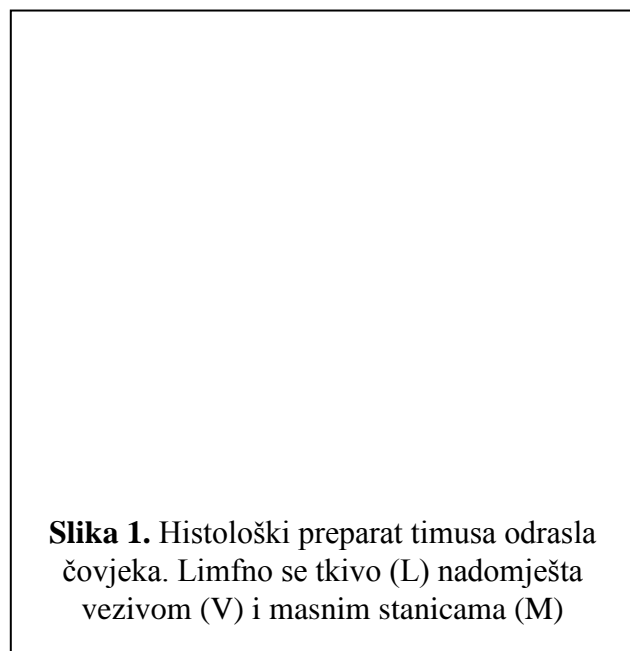 Slika 1. Histološki preparat timusa odrasla
čovjeka. Limfno se tkivo (L) nadomješta
vezivom (V) i masnim stanicama (M)